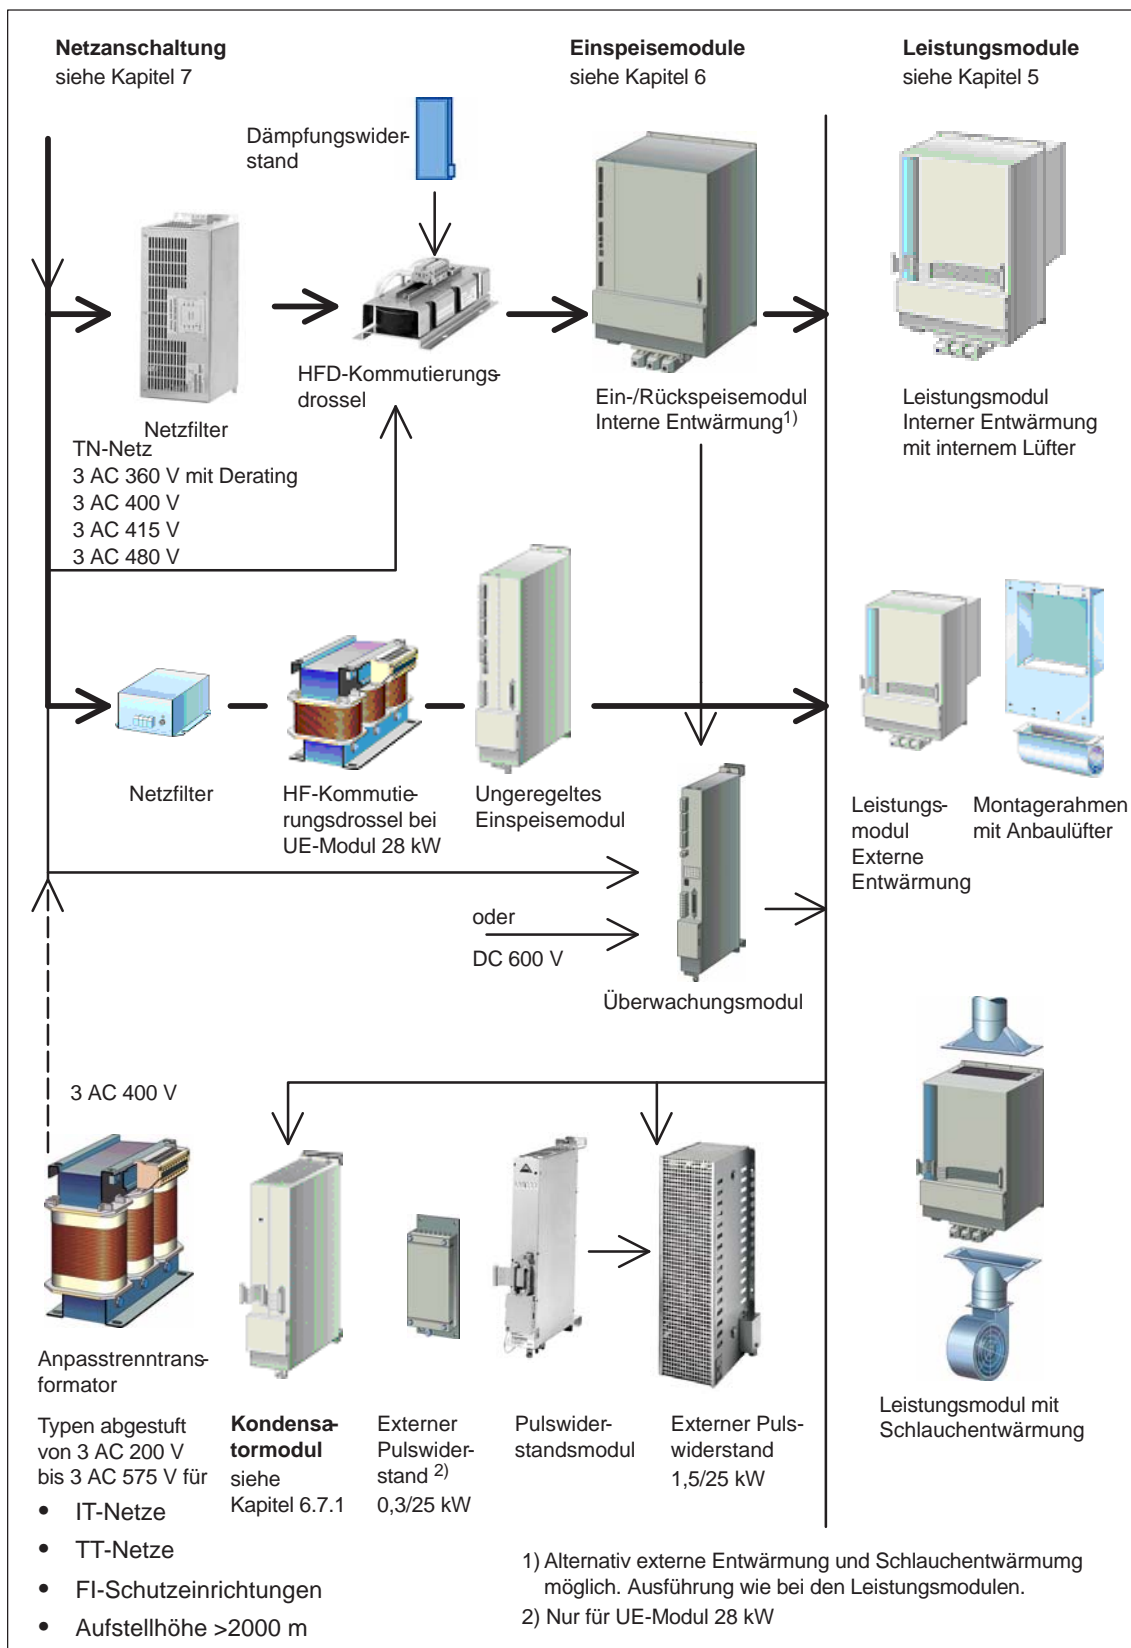 Netzanschaltung
siehe Kapitel 7
Einspeisemodule
siehe Kapitel 6
Leistungsmodule
siehe Kapitel 5
Dämpfungswider-
stand
HFD-Kommutierungs-
drossel
Ein-/Rückspeisemodul
Interne Entwärmung1)
Leistungsmodul
Interner Entwärmung
mit internem Lüfter
Netzfilter
TN-Netz
3 AC 360 V mit Derating
3 AC 400 V
3 AC 415 V
3 AC 480 V
Netzfilter
HF-Kommutie-
rungsdrossel bei
UE-Modul 28 kW
Ungeregeltes
Einspeisemodul
Leistungs-
modul
Externe
Entwärmung
Montagerahmen
mit Anbaulüfter
oder
DC 600 V
Überwachungsmodul
3 AC 400 V
Anpasstrenntrans-
formator
Typen abgestuft
von 3 AC 200 V
bis 3 AC 575 V für
• IT-Netze
• TT-Netze
• FI-Schutzeinrichtungen
• Aufstellhöhe >2000 m
Kondensa-
tormodul
siehe
Kapitel 6.7.1
Externer
Pulswider-
stand 2)
0,3/25 kW
Pulswider-
standsmodul
Externer Puls-
widerstand
1,5/25 kW
Leistungsmodul mit
Schlauchentwärmung
1) Alternativ externe Entwärmung und Schlauchentwärmumg
möglich. Ausführung wie bei den Leistungsmodulen.
2) Nur für UE-Modul 28 kW